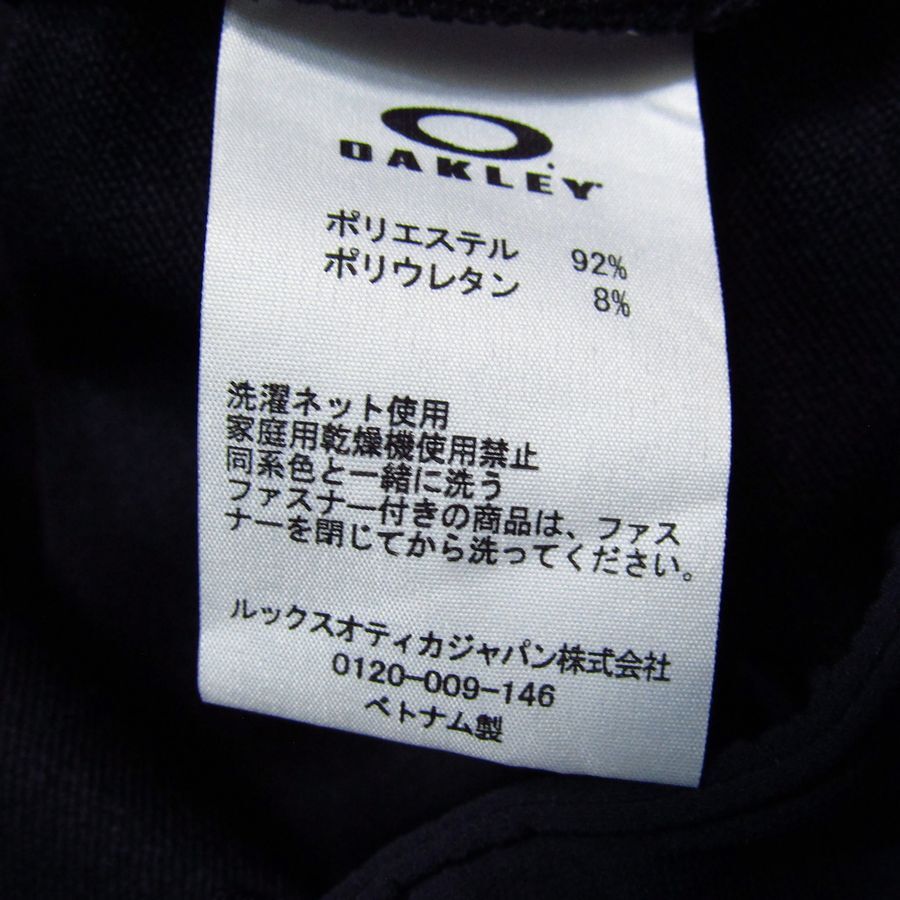 OAKLEY
ポリエステル 92%
ポリウレタン 8%
洗濯ネット使用
家庭用乾燥機使用禁止
同系色と一緒に洗う
ファスナー付きの商品は、ファス
ナーを閉じてから洗ってください。
ルックスオティカジャパン株式会社
0120-009-146
ベトナム製